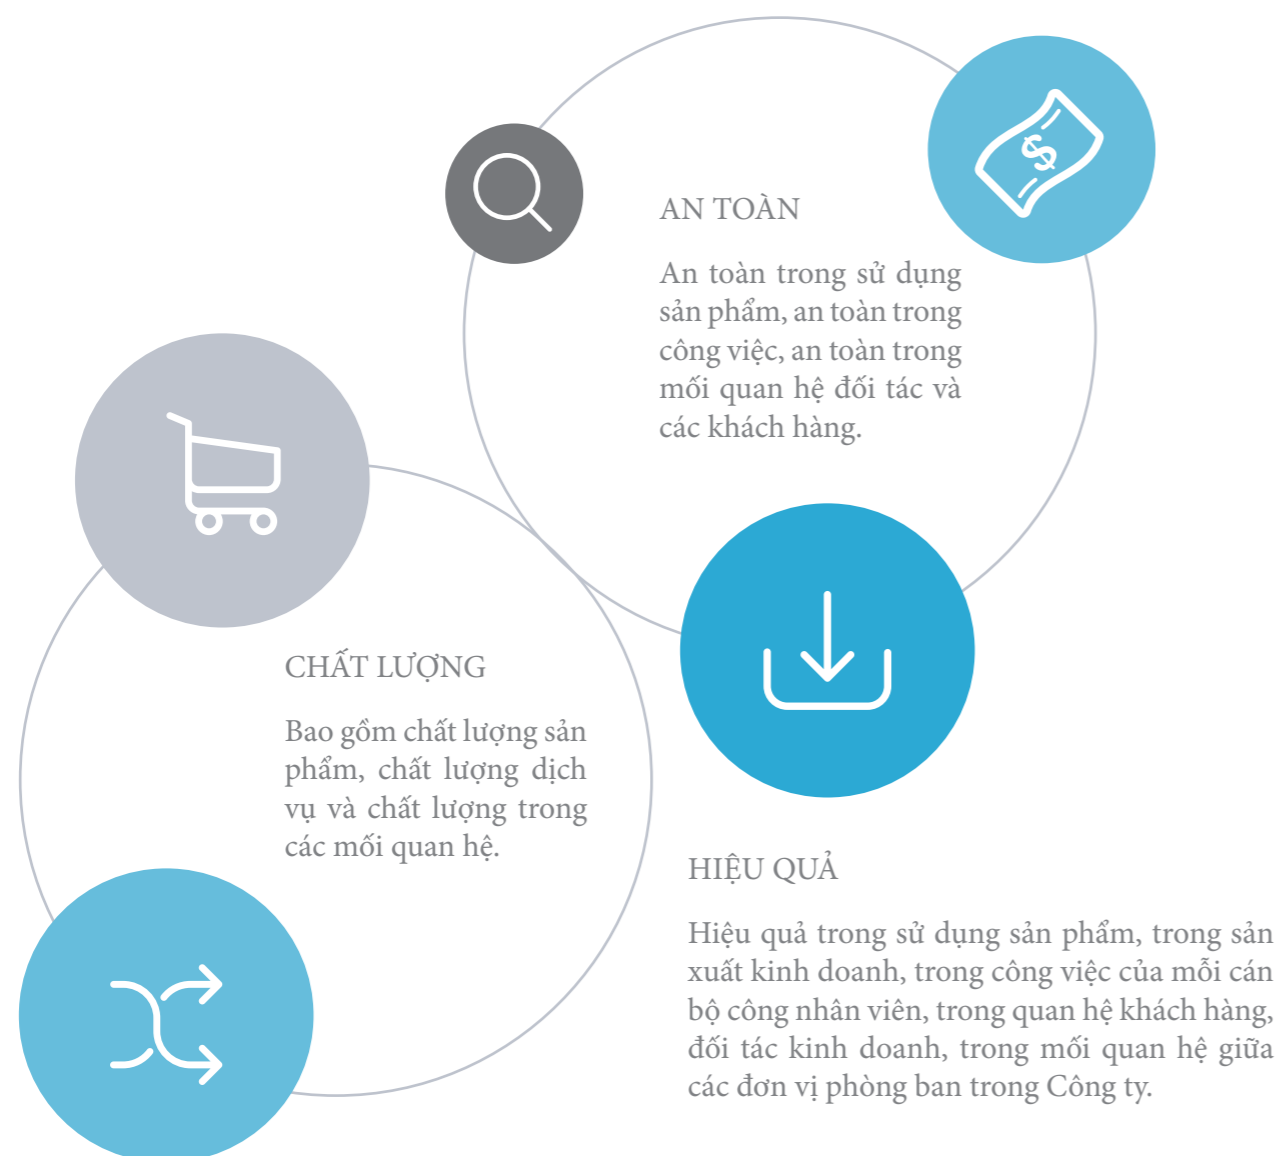 AN TOÀN
An toàn trong sử dụng
sản phẩm, an toàn trong
công việc, an toàn trong
mối quan hệ đối tác và
các khách hàng.
CHẤT LƯỢNG
Bao gồm chất lượng sản
phẩm, chất lượng dịch
vụ và chất lượng trong
các mối quan hệ.
HIỆU QUẢ
Hiệu quả trong sử dụng sản phẩm, trong sản
xuất kinh doanh, trong công việc của mỗi cán
bộ công nhân viên, trong quan hệ khách hàng,
đối tác kinh doanh, trong mối quan hệ giữa
các đơn vị phòng ban trong Công ty.